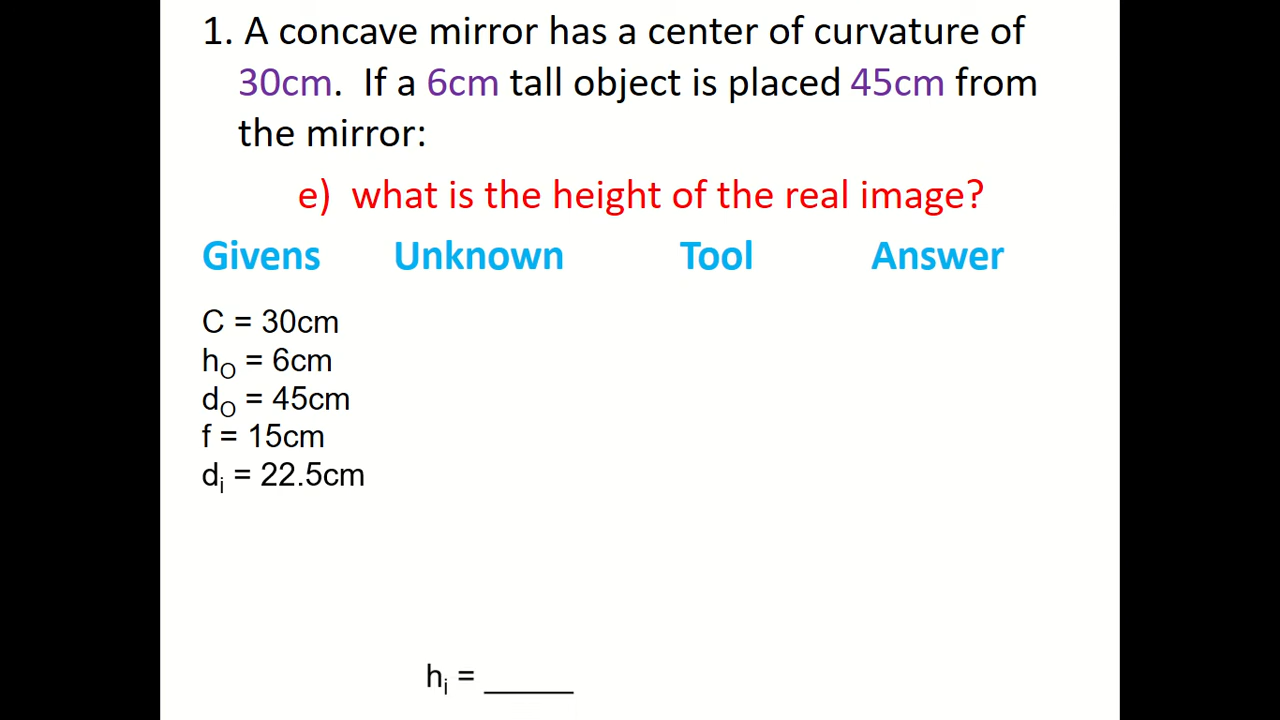 1. A concave mirror has a center of curvature of
30cm. If a 6cm tall object is placed 45cm from
the mirror:
e) what is the height of the real image?
Givens Unknown Tool Answer
C = 30cm
hO = 6cm
dO = 45cm
f = 15cm
di = 22.5cm
hi = _____